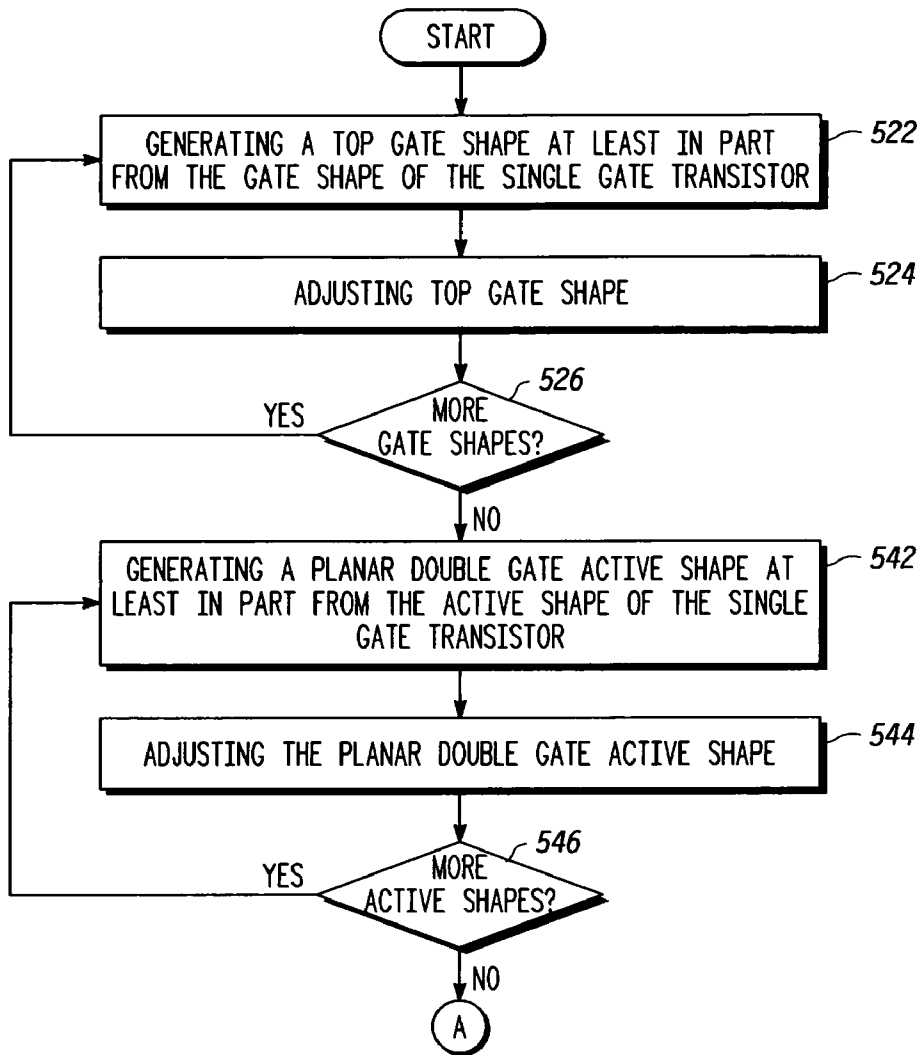 START
GENERATING A TOP GATE SHAPE AT LEAST IN PART
FROM THE GATE SHAPE OF THE SINGLE GATE TRANSISTOR
522
ADJUSTING TOP GATE SHAPE
524
526
YES
MORE
GATE SHAPES?
NO
GENERATING A PLANAR DOUBLE GATE ACTIVE SHAPE AT
LEAST IN PART FROM THE ACTIVE SHAPE OF THE SINGLE
GATE TRANSISTOR
542
ADJUSTING THE PLANAR DOUBLE GATE ACTIVE SHAPE
544
546
YES
MORE
ACTIVE SHAPES?
NO
A